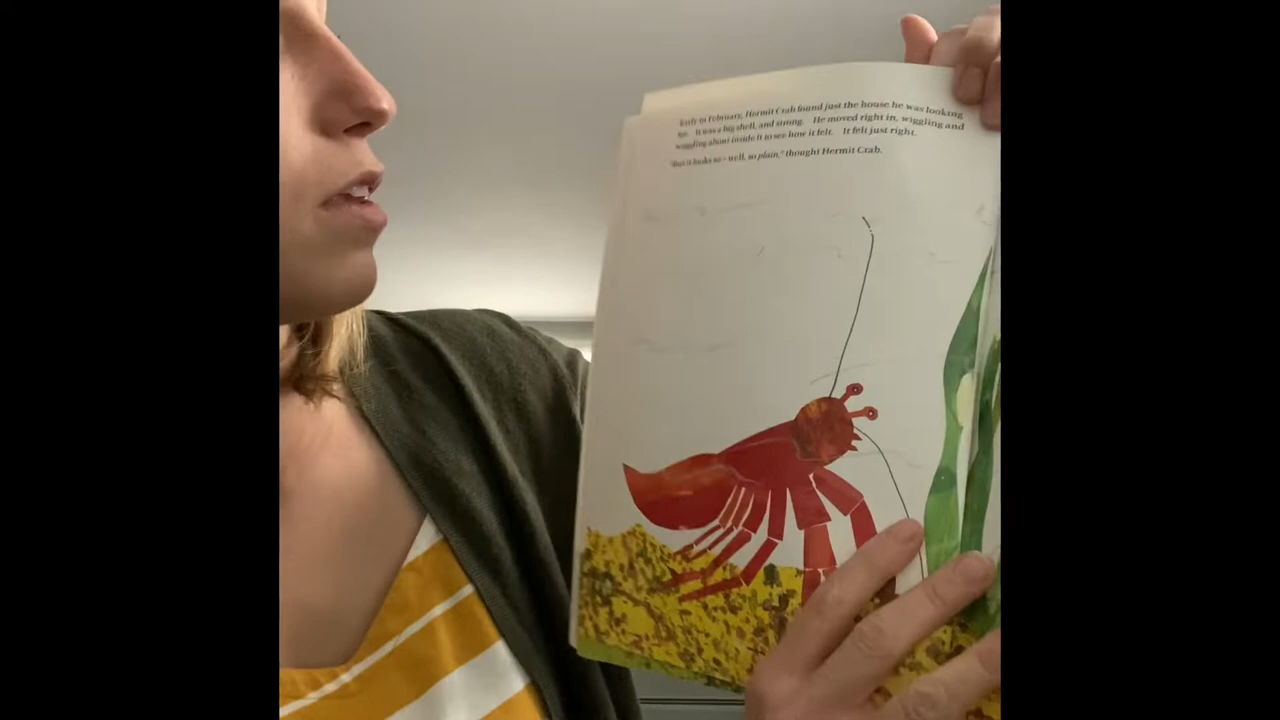 Early in February, Hermit Crab found just the house he was looking
for. It was a big shell, and strong. He moved right in, wiggling and
waggling about inside it to see how it felt. It felt just right.
"But it looks so – well, so plain," thought Hermit Crab.